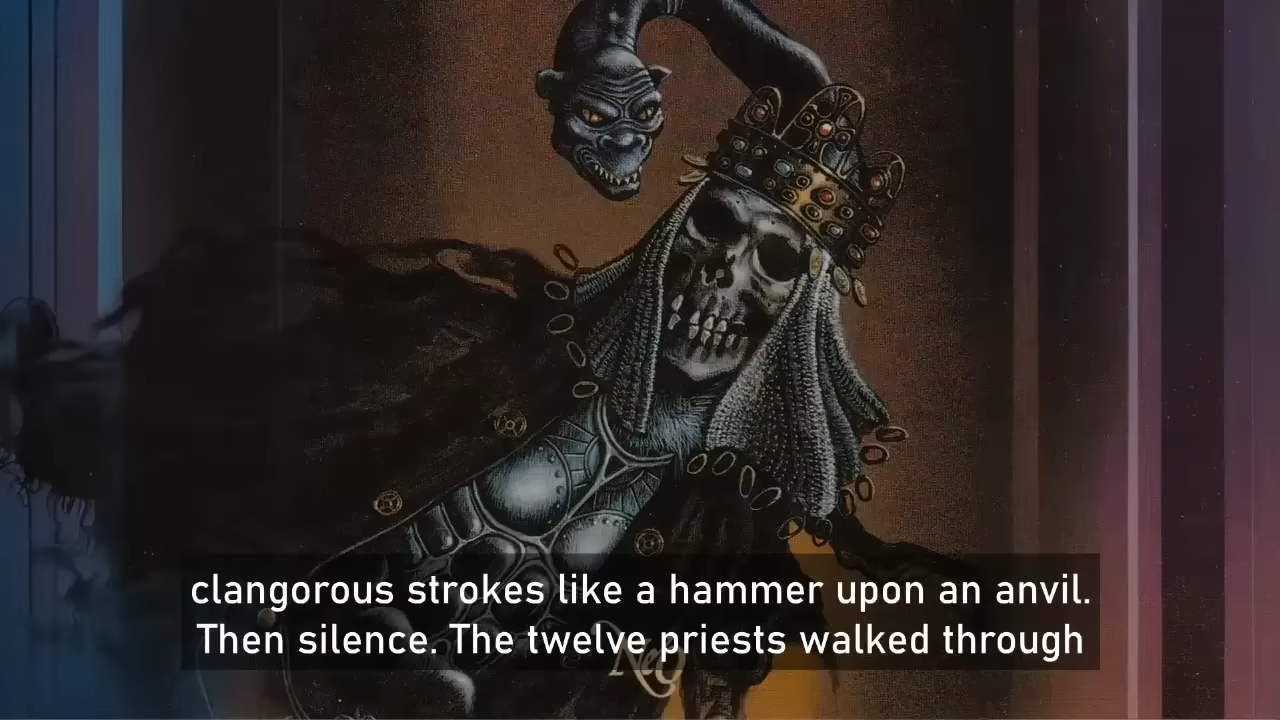 clangorous strokes like a hammer upon an anvil.
Then silence. The twelve priests walked through